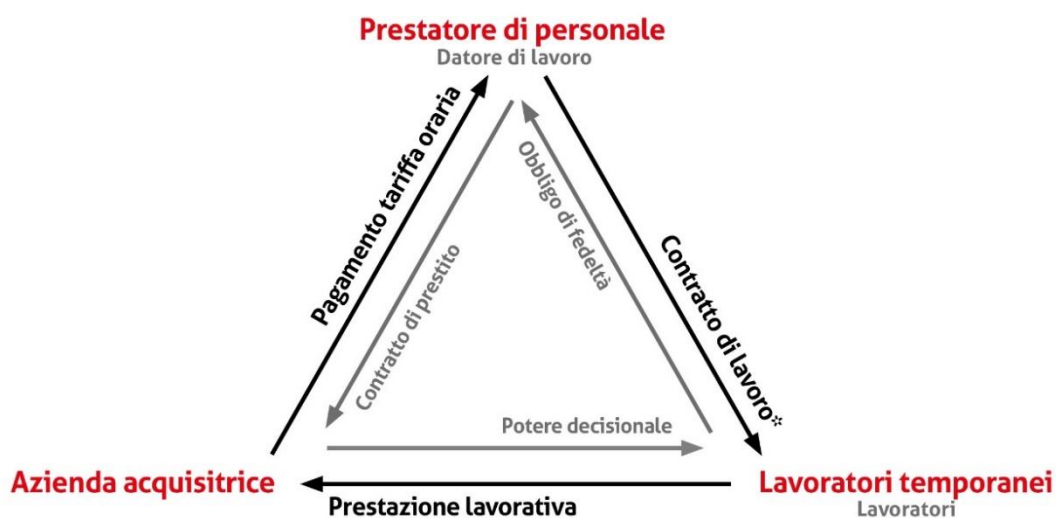 Prestatore di personale
Datore di lavoro
Pagamento tariffa oraria
Contratto di prestito
Obbligo di fedeltà
Contratto di lavoro*
Potere decisionale
Azienda acquisitrice
Prestazione lavorativa
Lavoratori temporanei
Lavoratori